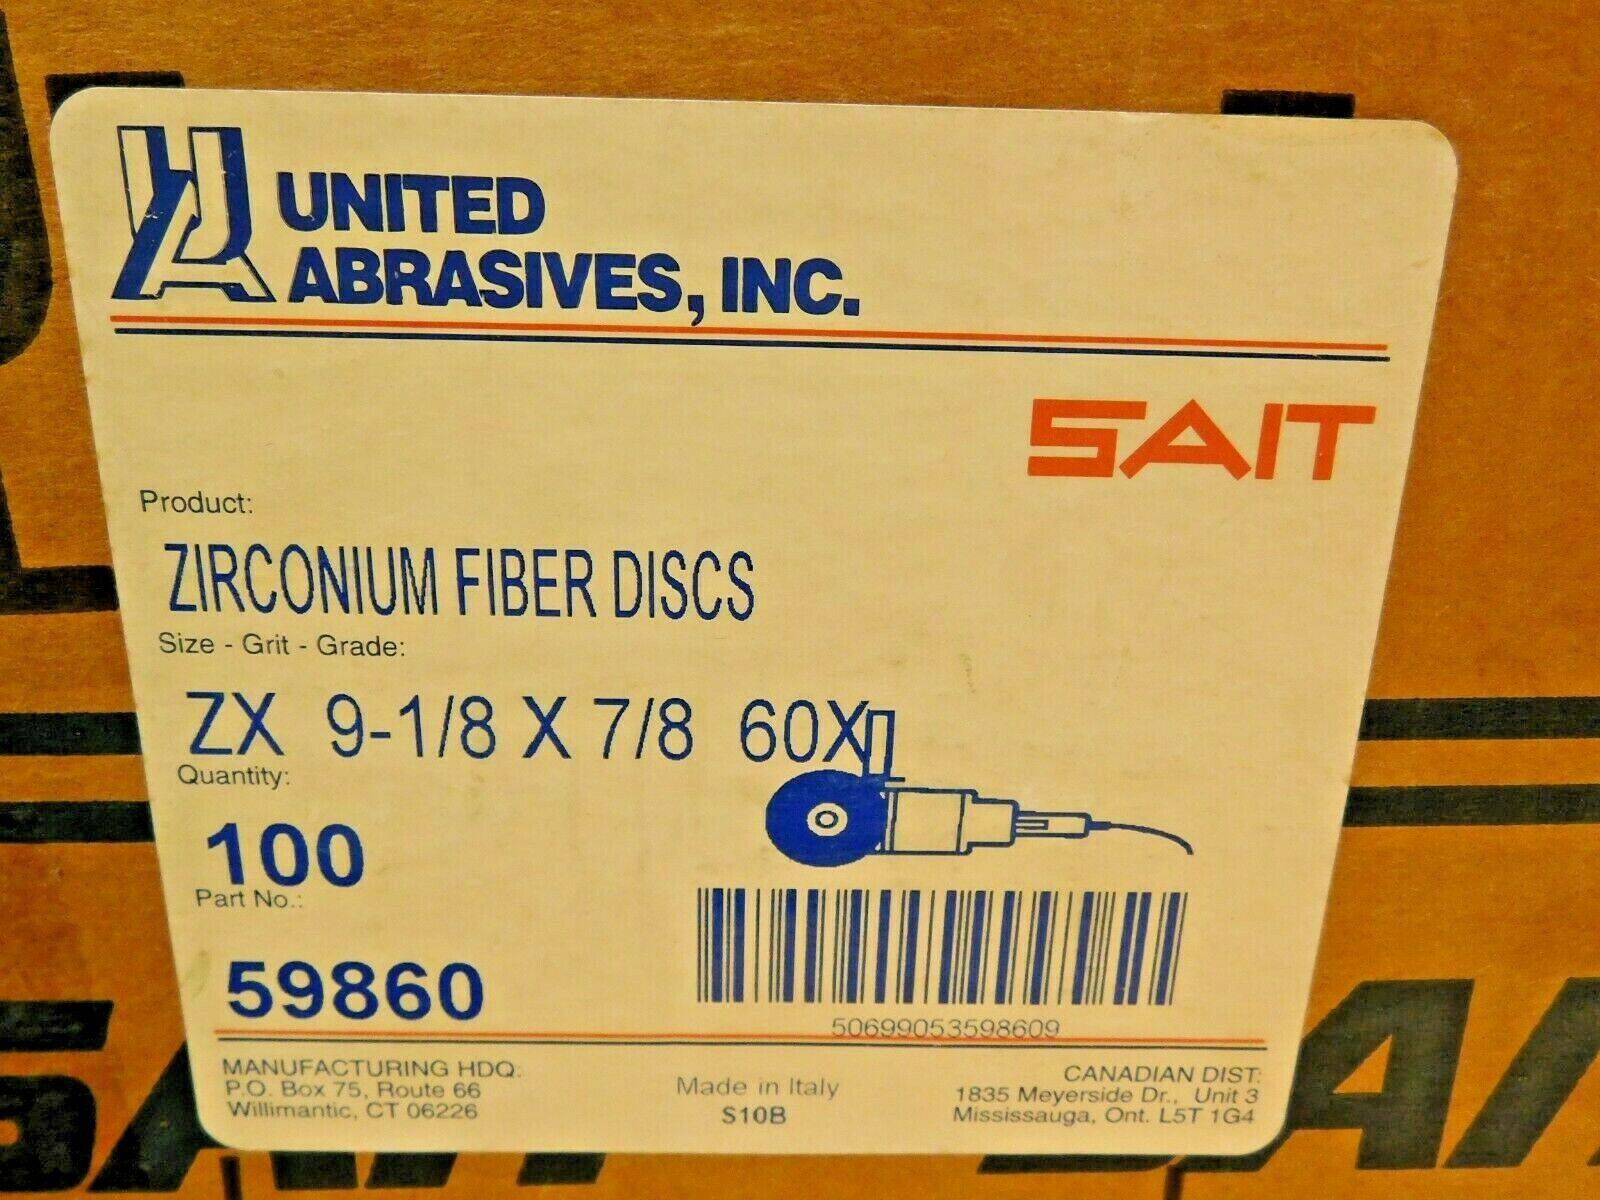 UNITED
ABRASIVES, INC.
SAIT
Product:
ZIRCONIUM FIBER DISCS
Size - Grit - Grade:
ZX 9-1/8 X 7/8 60X
Quantity:
100
Part No.:
59860
50699053598609
MANUFACTURING HDQ:
P.O. Box 75, Route 66
Willimantic, CT 06226
Made in Italy
S10B
CANADIAN DIST:
1835 Meyerside Dr., Unit 3
Mississauga, Ont. L5T 1G4
SAIT